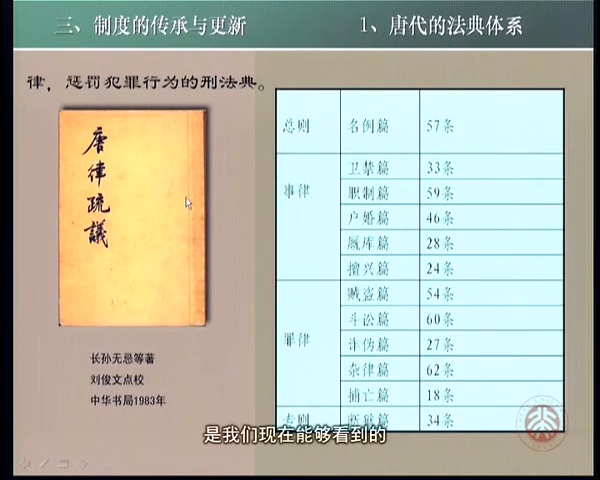 三、制度的传承与更新
1、唐代的法典体系
律，惩罚犯罪行为的刑法典。
唐律疏議
长孙无忌等著
刘俊文点校
中华书局1983年
总则 名例篇 57条
事律 卫禁篇 33条
职制篇 59条
户婚篇 46条
厩库篇 28条
擅兴篇 24条
罪律 贼盗篇 54条
斗讼篇 60条
诈伪篇 27条
杂律篇 62条
捕亡篇 18条
专则 断狱篇 34条
是我们现在能够看到的